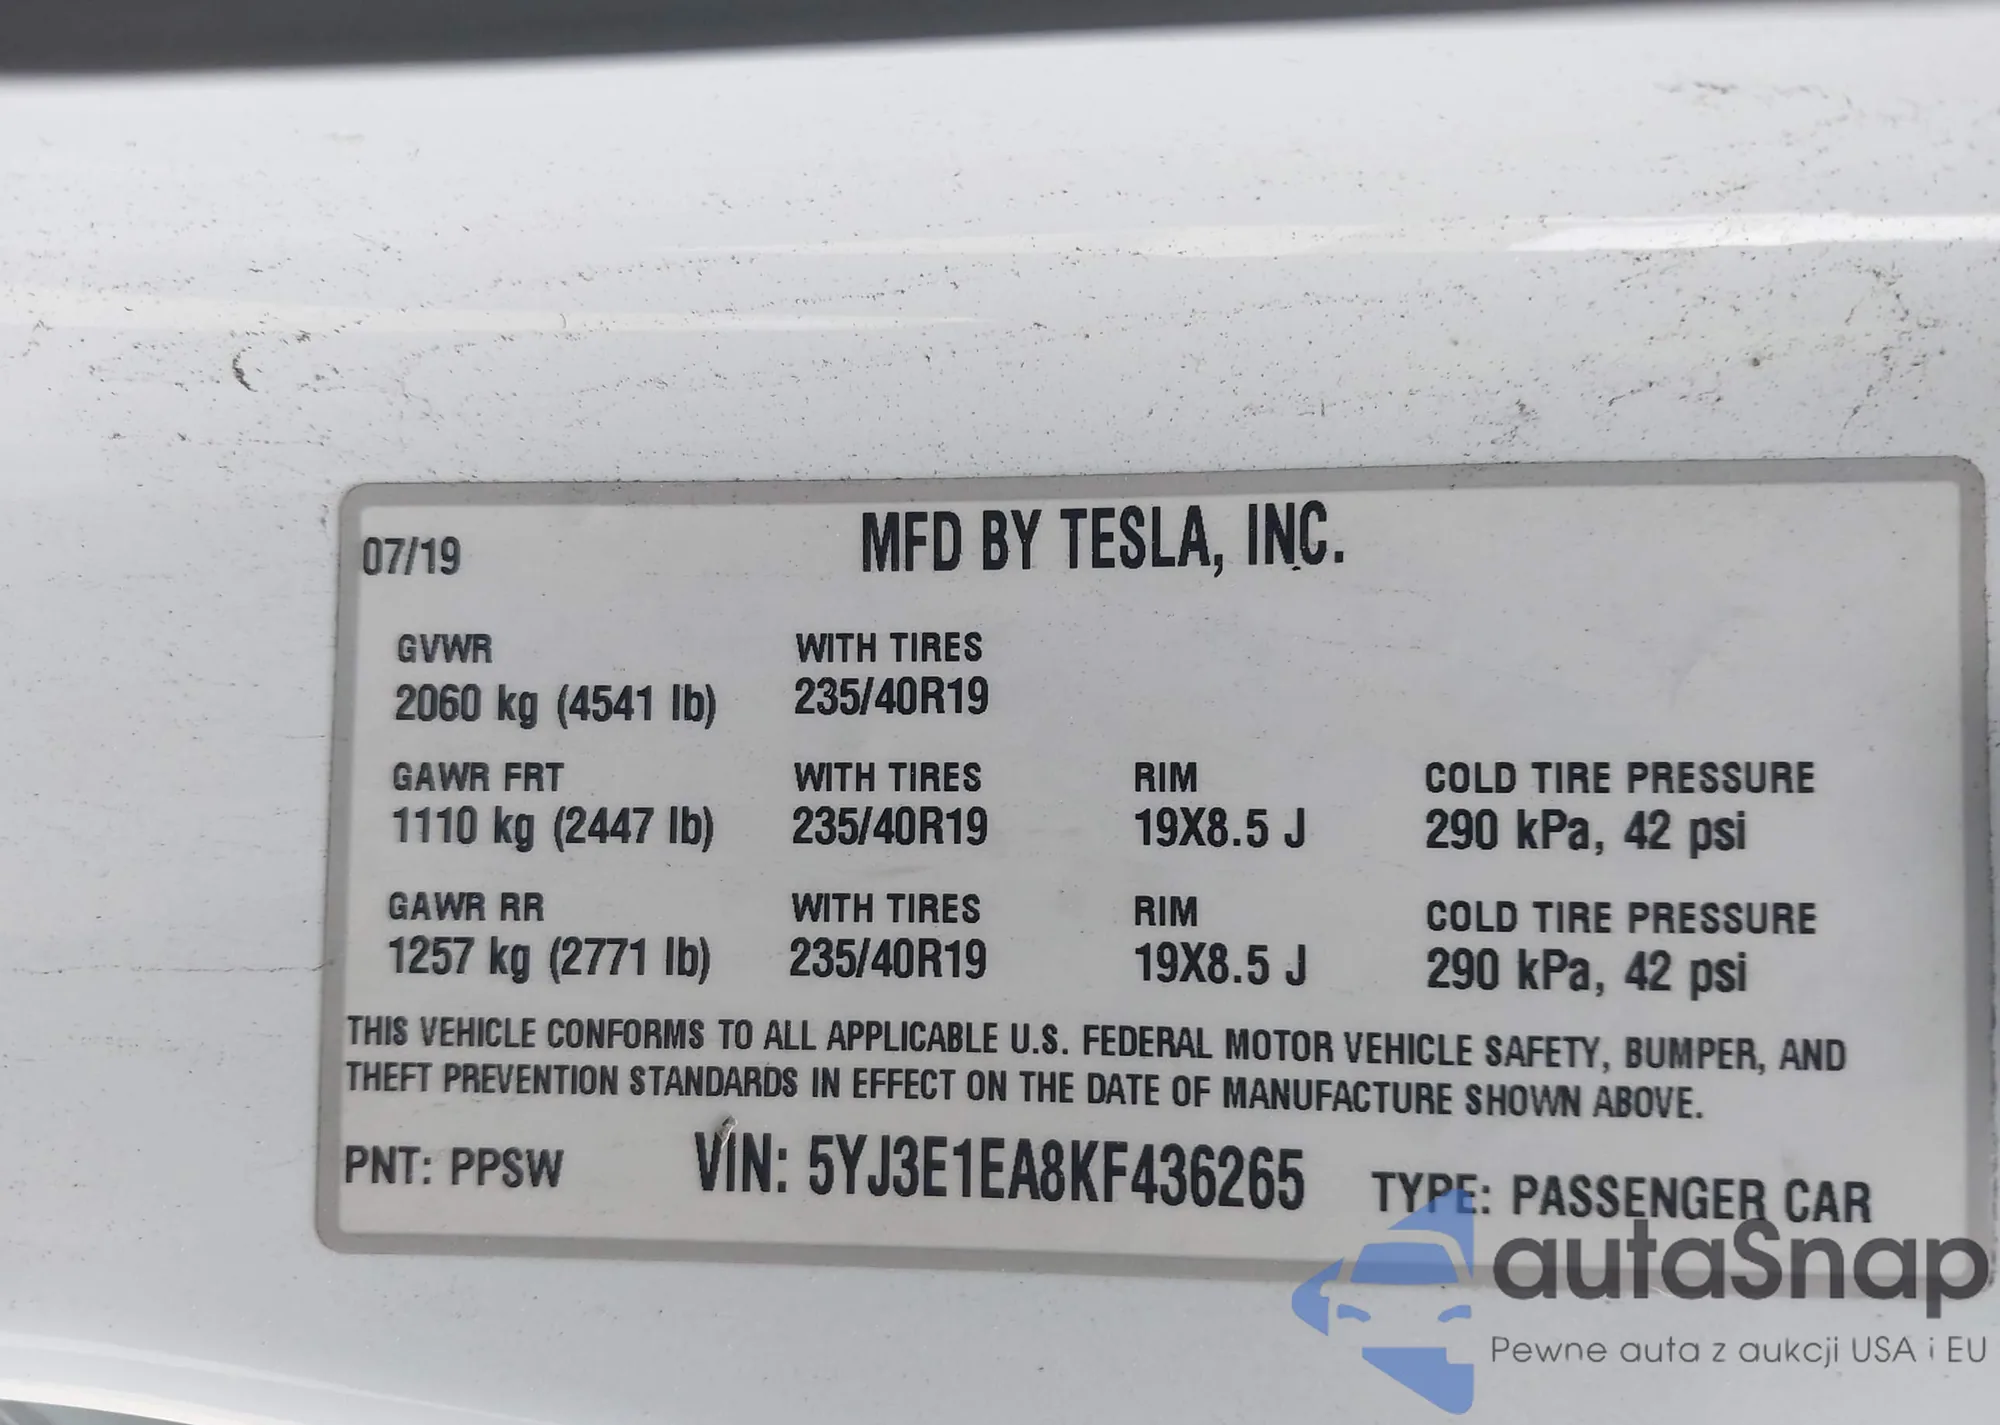 07/19 MFD BY TESLA, INC.
GVWR WITH TIRES
2060 kg (4541 lb) 235/40R19
GAWR FRT WITH TIRES RIM COLD TIRE PRESSURE
1110 kg (2447 lb) 235/40R19 19X8.5 J 290 kPa, 42 psi
GAWR RR WITH TIRES RIM COLD TIRE PRESSURE
1257 kg (2771 lb) 235/40R19 19X8.5 J 290 kPa, 42 psi
THIS VEHICLE CONFORMS TO ALL APPLICABLE U.S. FEDERAL MOTOR VEHICLE SAFETY, BUMPER, AND
THEFT PREVENTION STANDARDS IN EFFECT ON THE DATE OF MANUFACTURE SHOWN ABOVE.
PNT: PPSW VIN: 5YJ3E1EA8KF436265 TYPE: PASSENGER CAR
autaSnap
Pewne auta z aukcji USA i EU